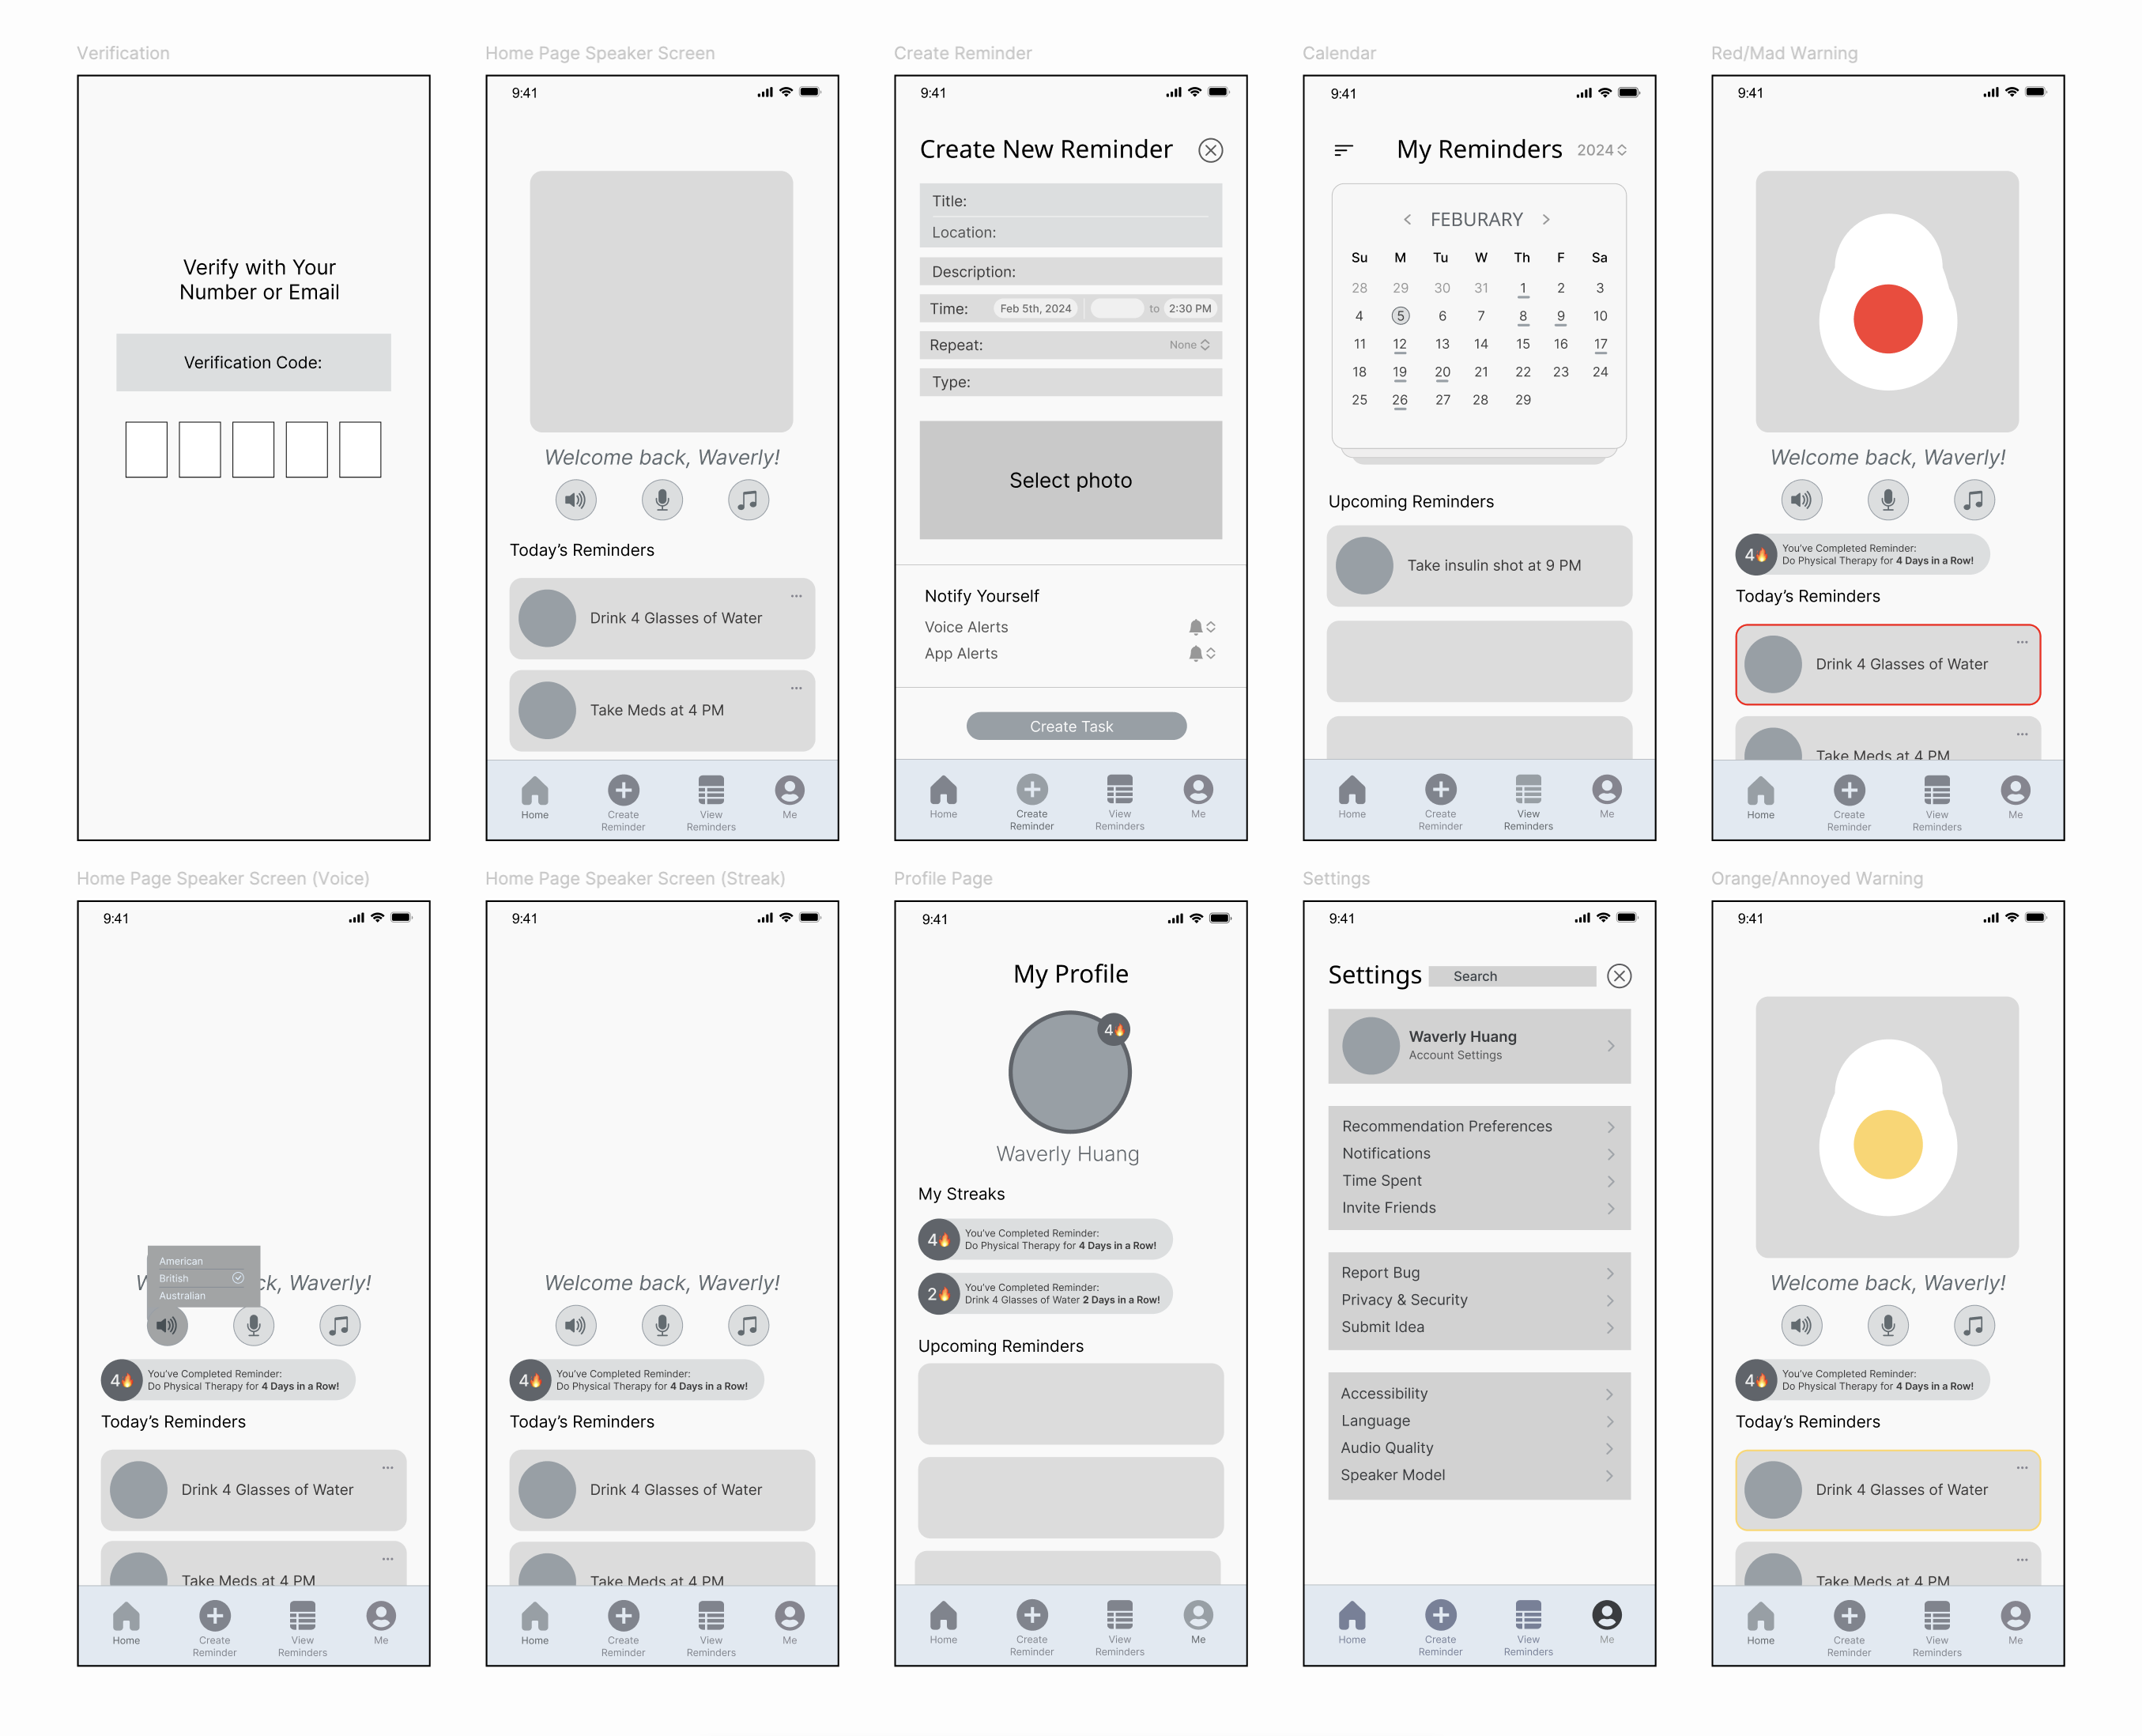 Verification
Verify with Your
Number or Email
Verification Code:
Home Page Speaker Screen
9:41
Welcome back, Waverly!
Today's Reminders
Drink 4 Glasses of Water
Take Meds at 4 PM
Home
Create
Reminder
View
Reminders
Me
Create Reminder
9:41
Create New Reminder
Title:
Location:
Description:
Time: Feb 5th, 2024 to 2:30 PM
Repeat: None
Type:
Select photo
Notify Yourself
Voice Alerts
App Alerts
Create Task
Home
Create
Reminder
View
Reminders
Me
Calendar
9:41
My Reminders 2024
FEBURARY
Su M Tu W Th F Sa
28 29 30 31 1 2 3
4 5 6 7 8 9 10
11 12 13 14 15 16 17
18 19 20 21 22 23 24
25 26 27 28 29
Upcoming Reminders
Take insulin shot at 9 PM
Home
Create
Reminder
View
Reminders
Me
Red/Mad Warning
9:41
Welcome back, Waverly!
4🔥
You've Completed Reminder:
Do Physical Therapy for 4 Days in a Row!
Today's Reminders
Drink 4 Glasses of Water
Take Meds at 4 PM
Home
Create
Reminder
View
Reminders
Me
Home Page Speaker Screen (Voice)
9:41
American
British
Australian
W ck, Waverly!
4🔥
You've Completed Reminder:
Do Physical Therapy for 4 Days in a Row!
Today's Reminders
Drink 4 Glasses of Water
Take Meds at 4 PM
Home
Create
Reminder
View
Reminders
Me
Home Page Speaker Screen (Streak)
9:41
Welcome back, Waverly!
4🔥
You've Completed Reminder:
Do Physical Therapy for 4 Days in a Row!
Today's Reminders
Drink 4 Glasses of Water
Take Meds at 4 PM
Home
Create
Reminder
View
Reminders
Me
Profile Page
9:41
My Profile
4🔥
Waverly Huang
My Streaks
4🔥
You've Completed Reminder:
Do Physical Therapy for 4 Days in a Row!
2🔥
You've Completed Reminder:
Drink 4 Glasses of Water 2 Days in a Row!
Upcoming Reminders
Home
Create
Reminder
View
Reminders
Me
Settings
9:41
Settings Search
Waverly Huang
Account Settings
Recommendation Preferences
Notifications
Time Spent
Invite Friends
Report Bug
Privacy & Security
Submit Idea
Accessibility
Language
Audio Quality
Speaker Model
Home
Create
Reminder
View
Reminders
Me
Orange/Annoyed Warning
9:41
Welcome back, Waverly!
4🔥
You've Completed Reminder:
Do Physical Therapy for 4 Days in a Row!
Today's Reminders
Drink 4 Glasses of Water
Take Meds at 4 PM
Home
Create
Reminder
View
Reminders
Me